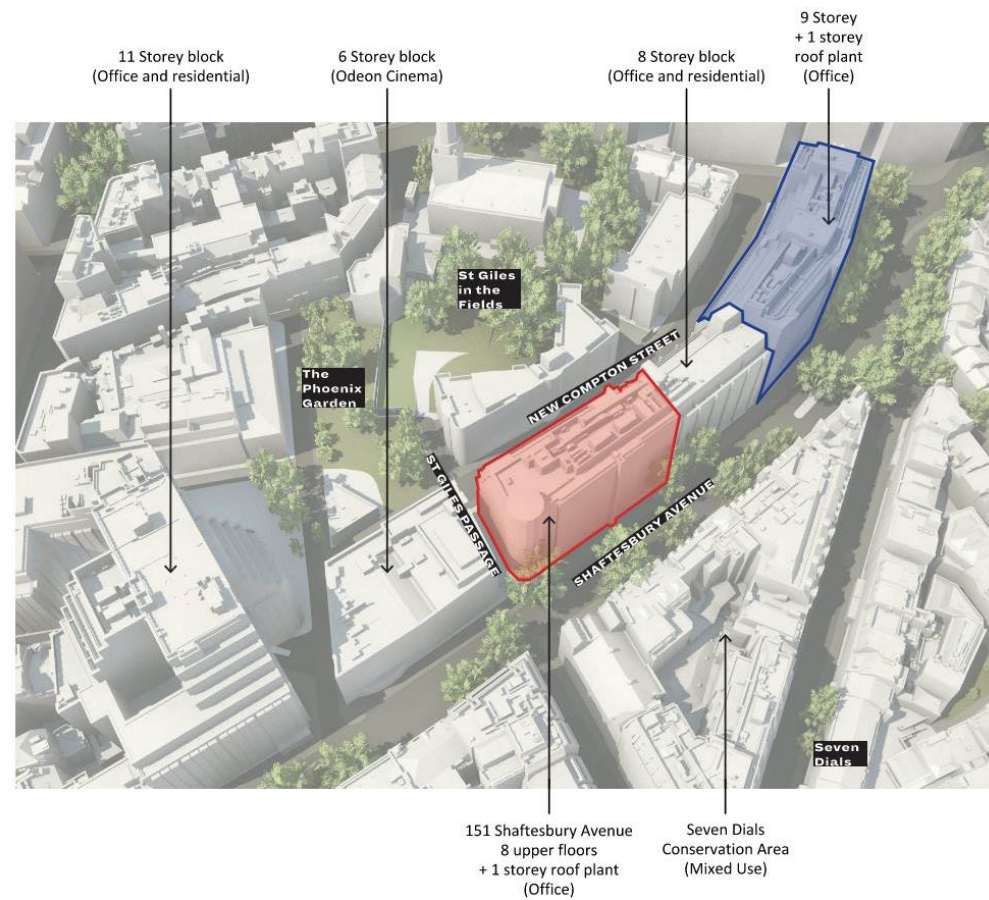 9 Storey
+ 1 storey
roof plant
(Office)
11 Storey block
(Office and residential)
6 Storey block
(Odeon Cinema)
8 Storey block
(Office and residential)
St Giles
in the
Fields
The
Phoenix
Garden
NEW COMPTON STREET
ST GILES PASSAGE
SHAFTESBURY AVENUE
Seven
Dials
151 Shaftesbury Avenue
8 upper floors
+ 1 storey roof plant
(Office)
Seven Dials
Conservation Area
(Mixed Use)